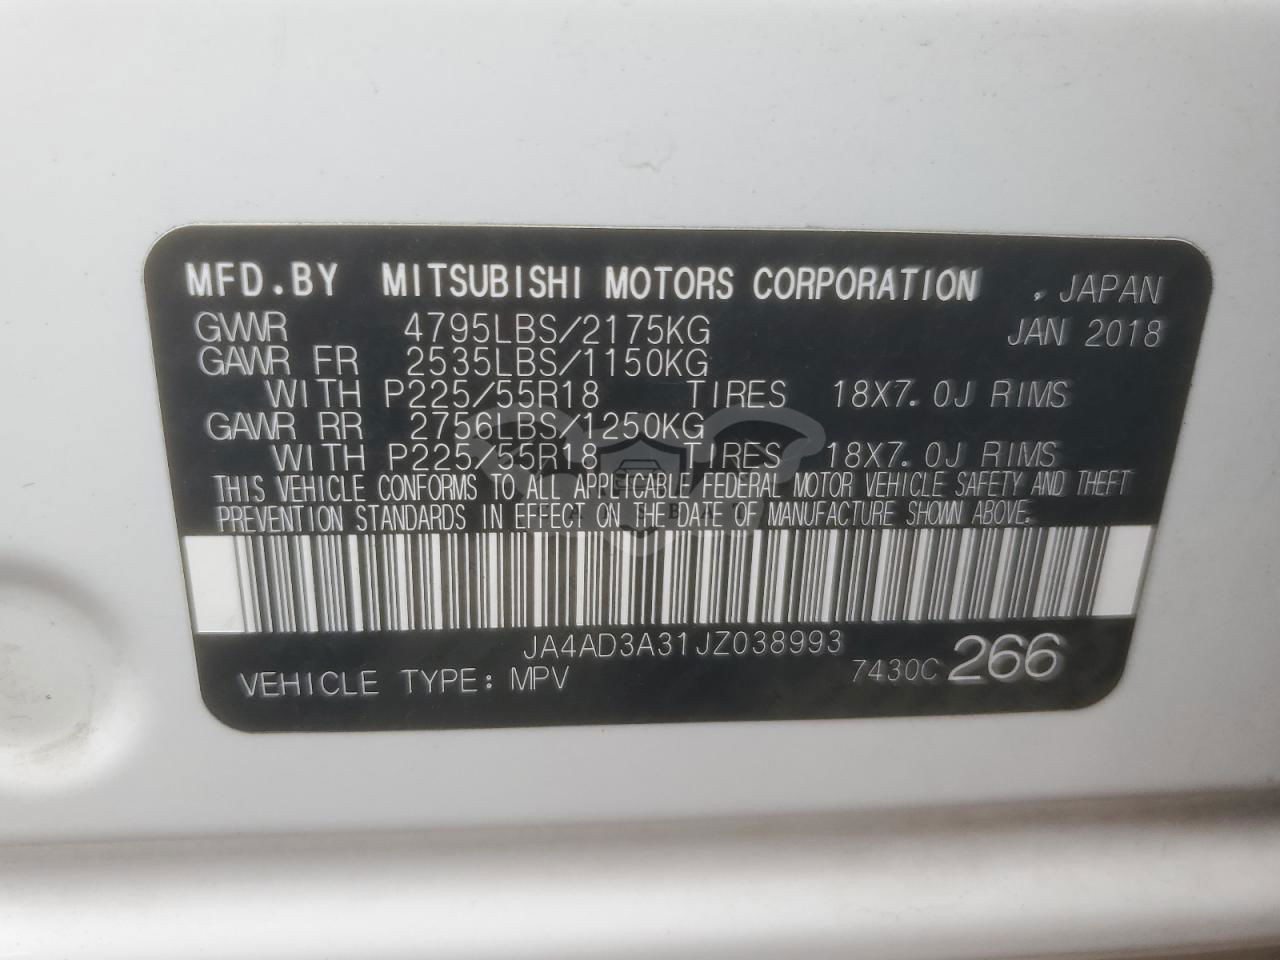 MFD.BY MITSUBISHI MOTORS CORPORATION , JAPAN
GVWR 4795LBS/2175KG JAN 2018
GAWR FR 2535LBS/1150KG
WITH P225/55R18 TIRES 18X7.0J RIMS
GAWR RR 2756LBS/1250KG
WITH P225/55R18 TIRES 18X7.0J RIMS
THIS VEHICLE CONFORMS TO ALL APPLICABLE FEDERAL MOTOR VEHICLE SAFETY AND THEFT
PREVENTION STANDARDS IN EFFECT ON THE DATE OF MANUFACTURE SHOWN ABOVE.
JA4AD3A31JZ038993
VEHICLE TYPE: MPV 7430C 266